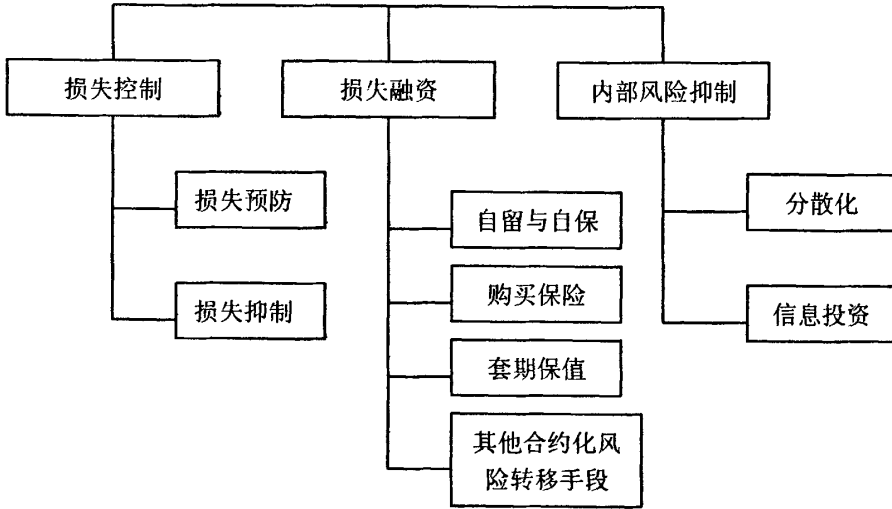 损失控制
损失融资
内部风险抑制
损失预防
损失抑制
自留与自保
购买保险
套期保值
其他合约化风
险转移手段
分散化
信息投资